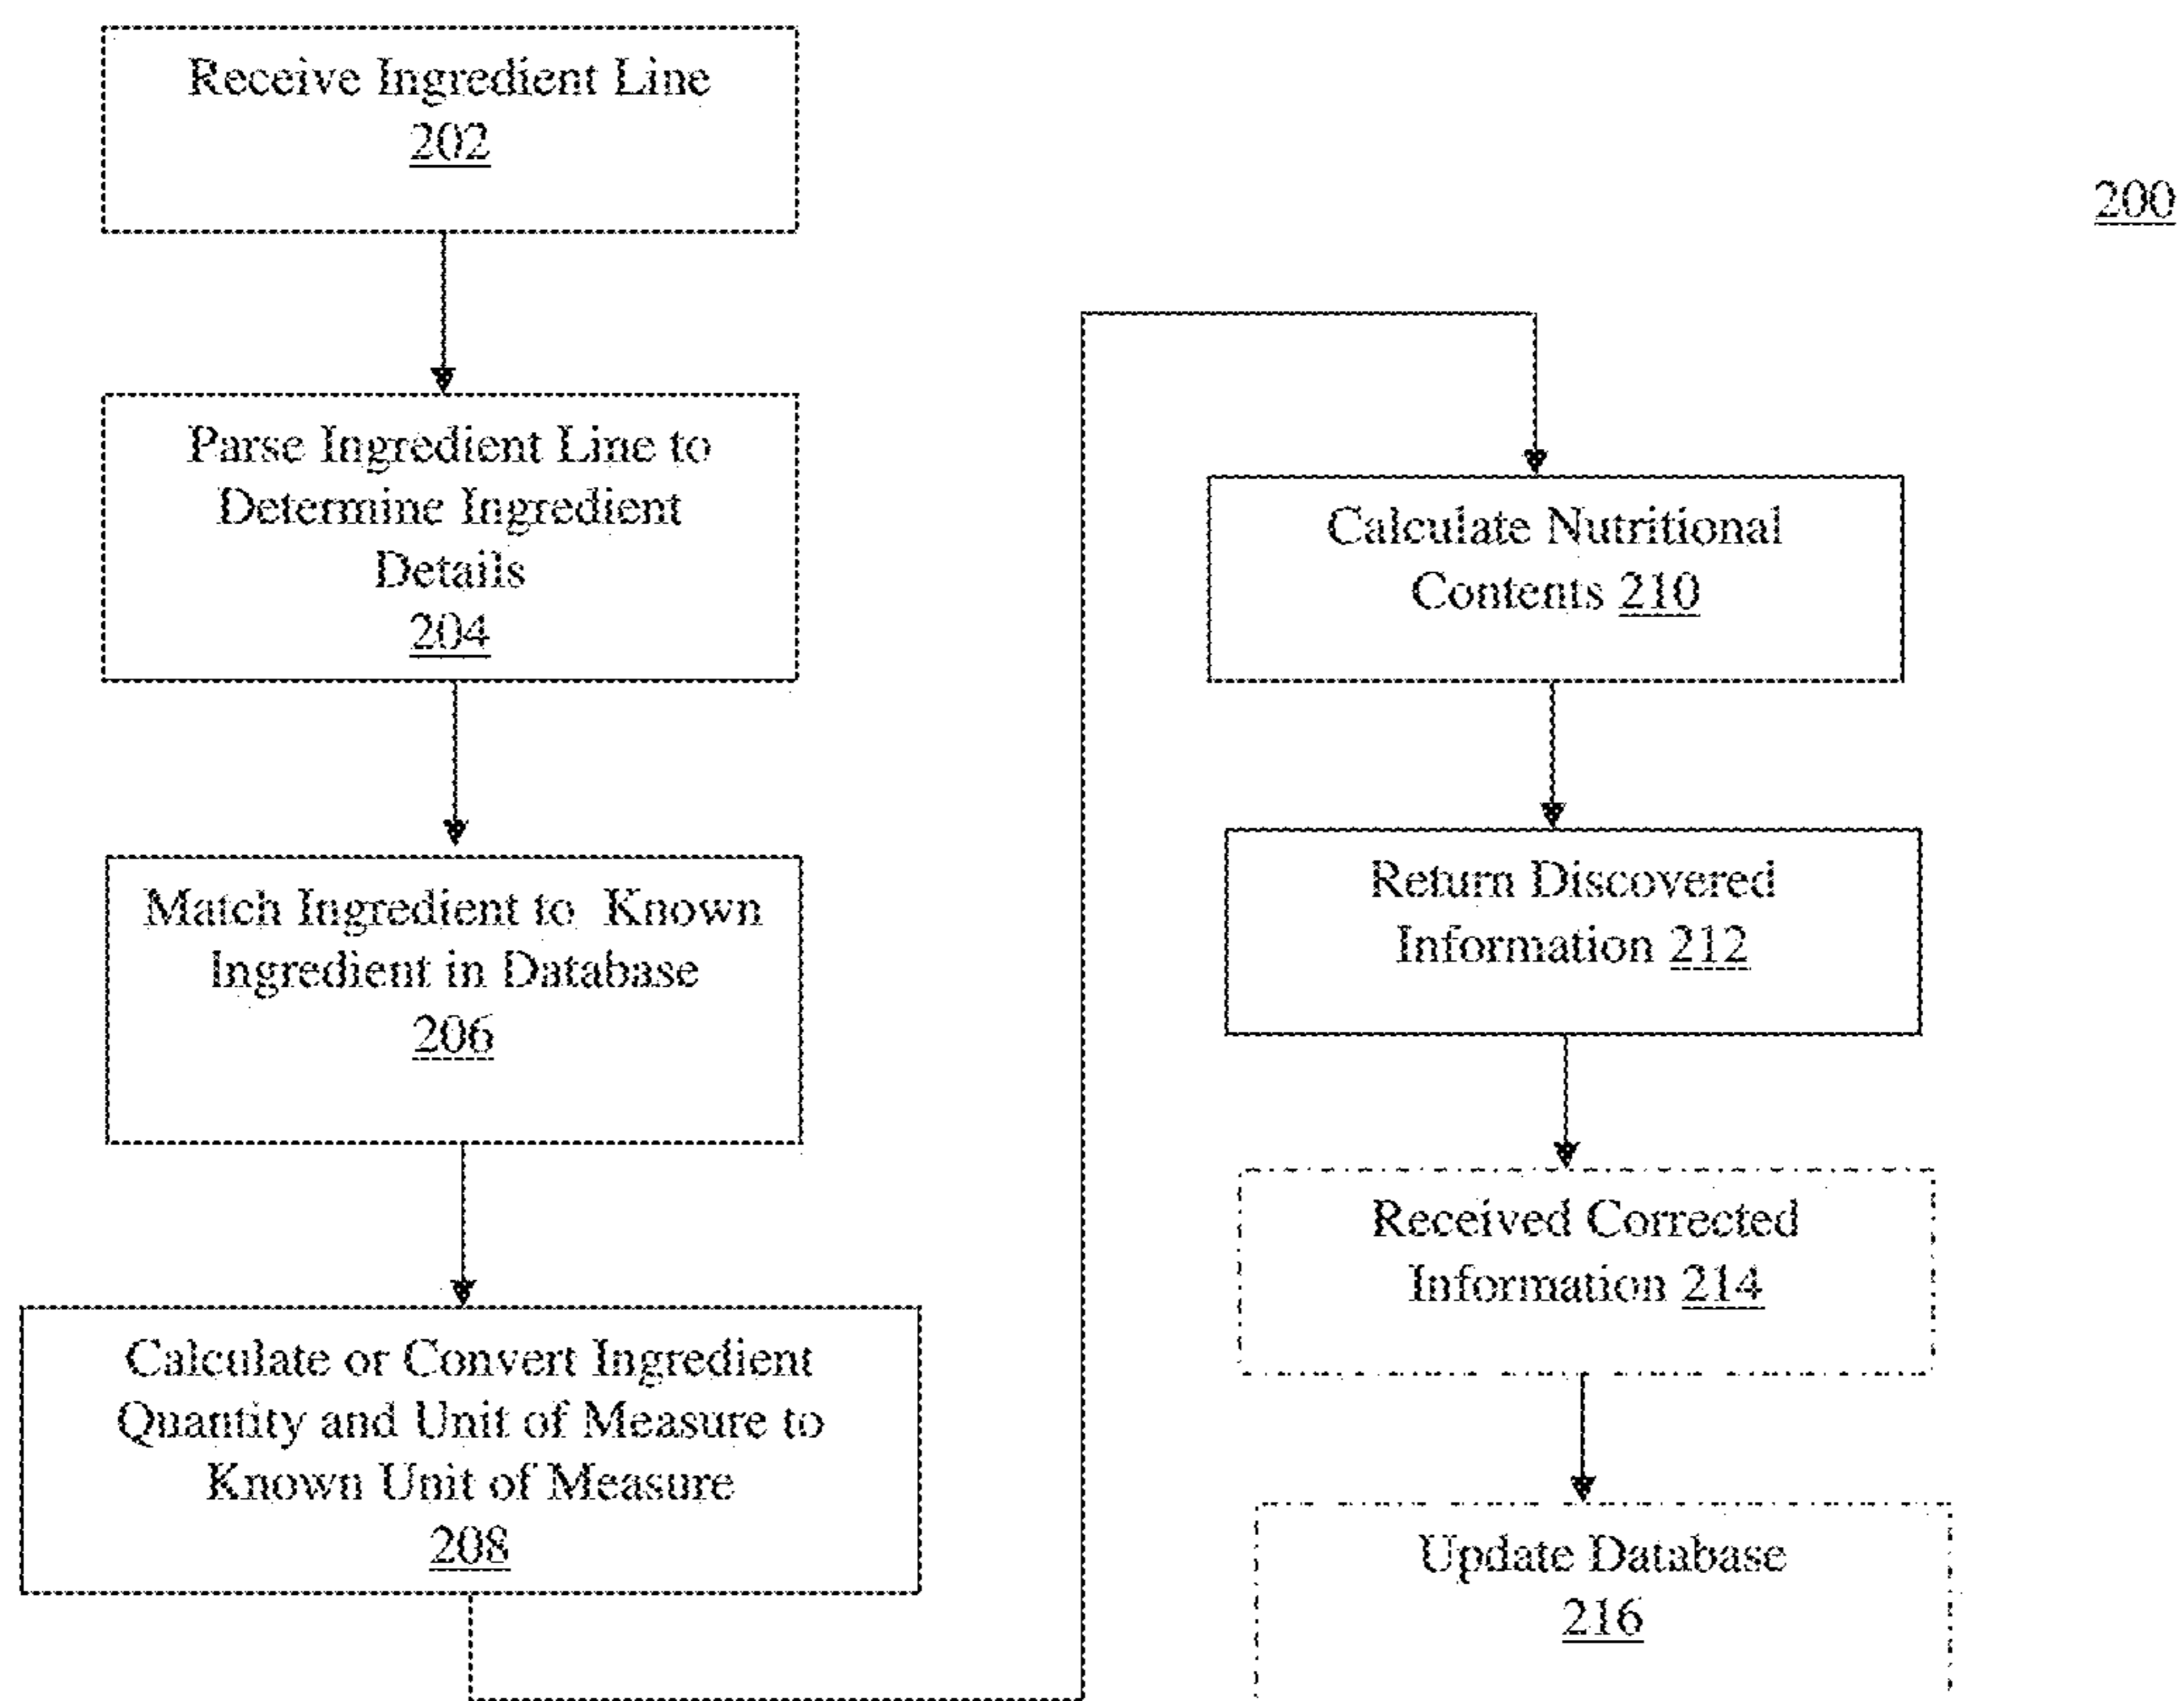 Receive Ingredient Line
202
200
Parse Ingredient Line to
Determine Ingredient
Details
204
Match Ingredient to Known
Ingredient in Database
206
Calculate or Convert Ingredient
Quantity and Unit of Measure to
Known Unit of Measure
208
Calculate Nutritional
Contents 210
Return Discovered
Information 212
Received Corrected
Information 214
Update Database
216